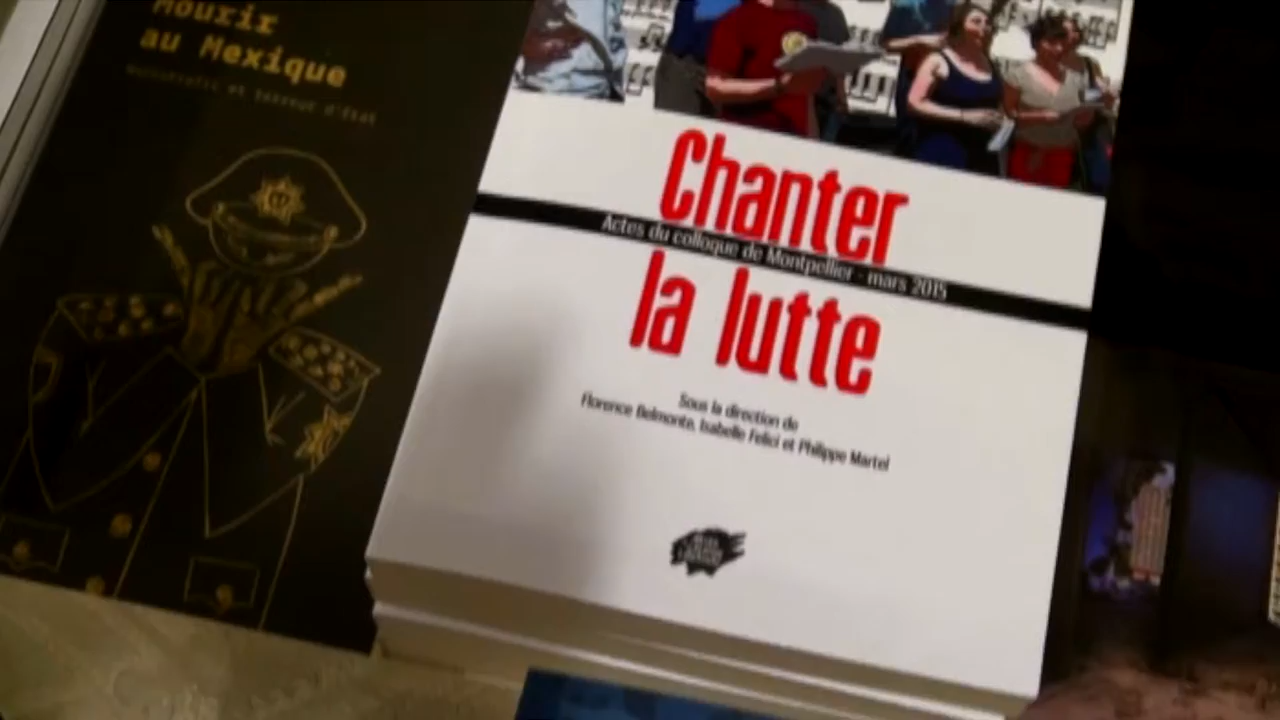 Mourir
au Mexique
Chanter
Actes du colloque de Montpellier - mars 2015
la lutte
Sous la direction de
Florence Belmonte, Isabelle Felici et Philippe Martel